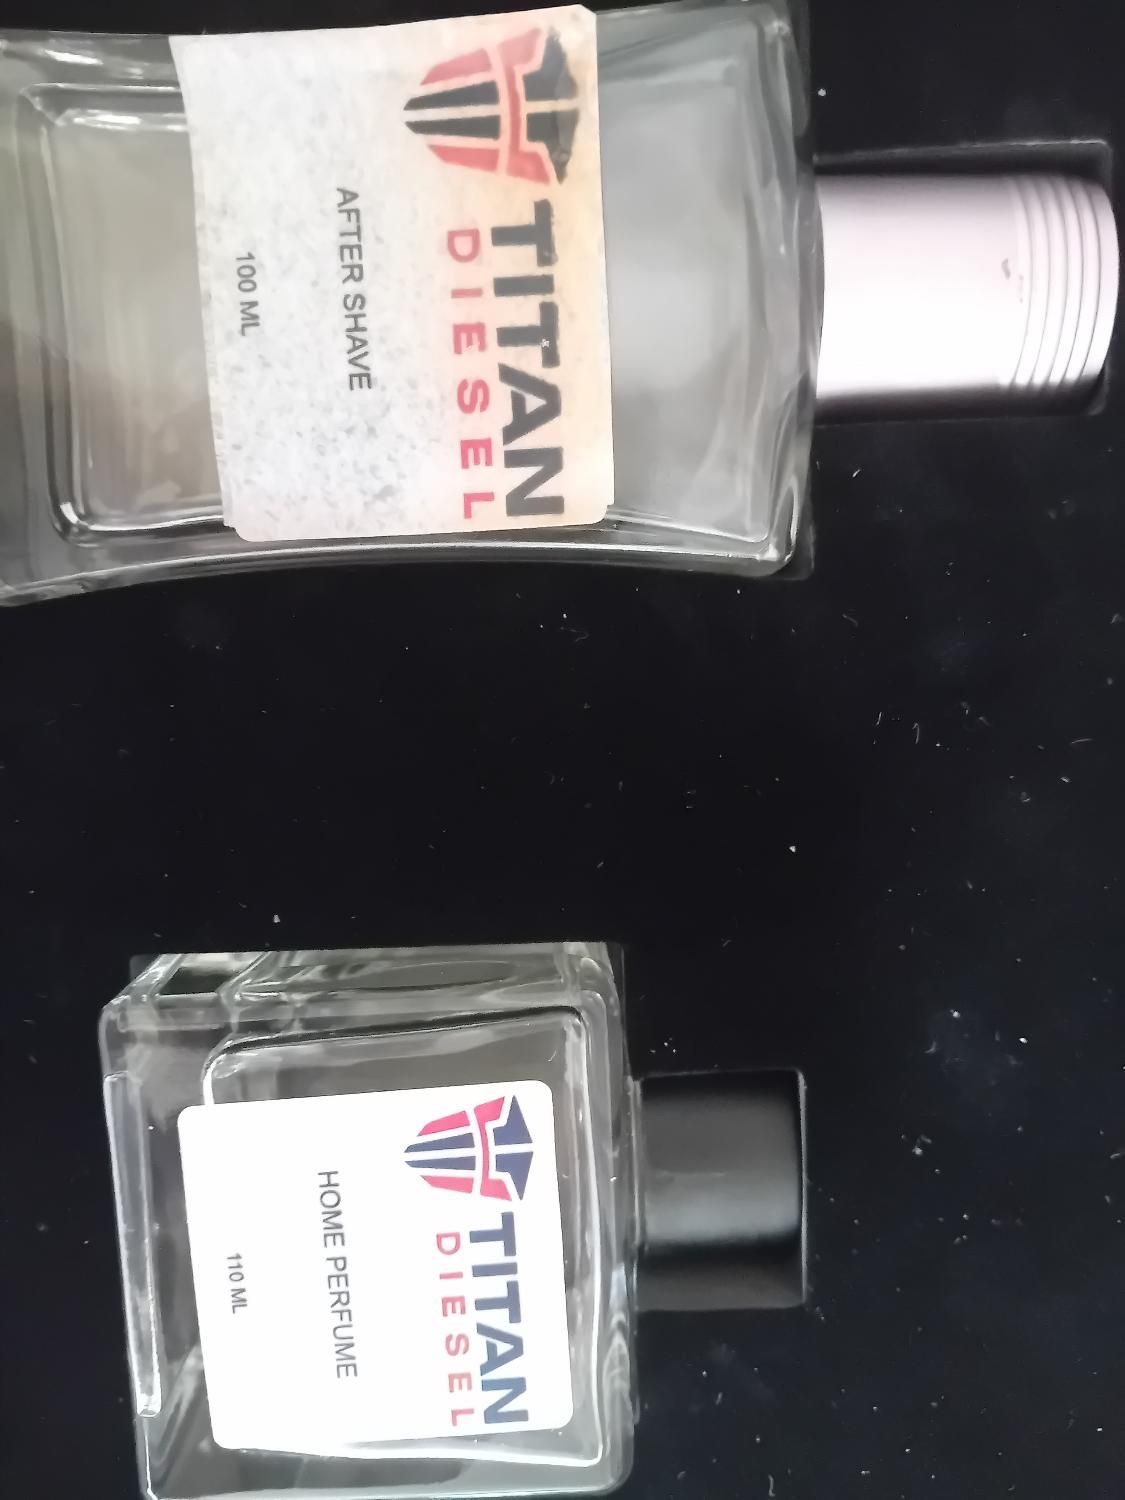 TITAN
DIESEL
AFTER SHAVE
100 ML
TITAN
DIESEL
HOME PERFUME
110 ML